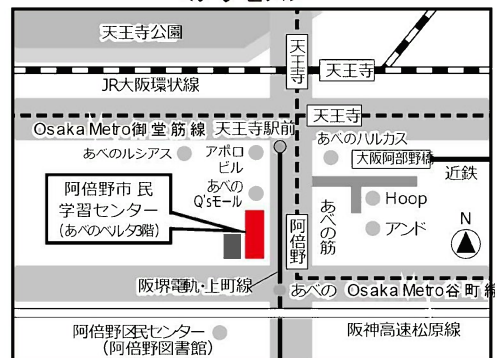 天王寺公園
天王寺
天王寺
JR大阪環状線
天王寺
Osaka Metro御堂筋線
天王寺駅前
あべのハルカス
あべのルシアス
アポロ
ビル
大阪阿部野橋
近鉄
阿倍野市民
学習センター
(あべのベルタ3階)
あべの
Q'sモール
あべの筋
Hoop
アンド
阿倍野
N
阪堺電軌・上町線
あべの
Osaka Metro谷町線
阿倍野区民センター
(阿倍野図書館)
阪神高速松原線